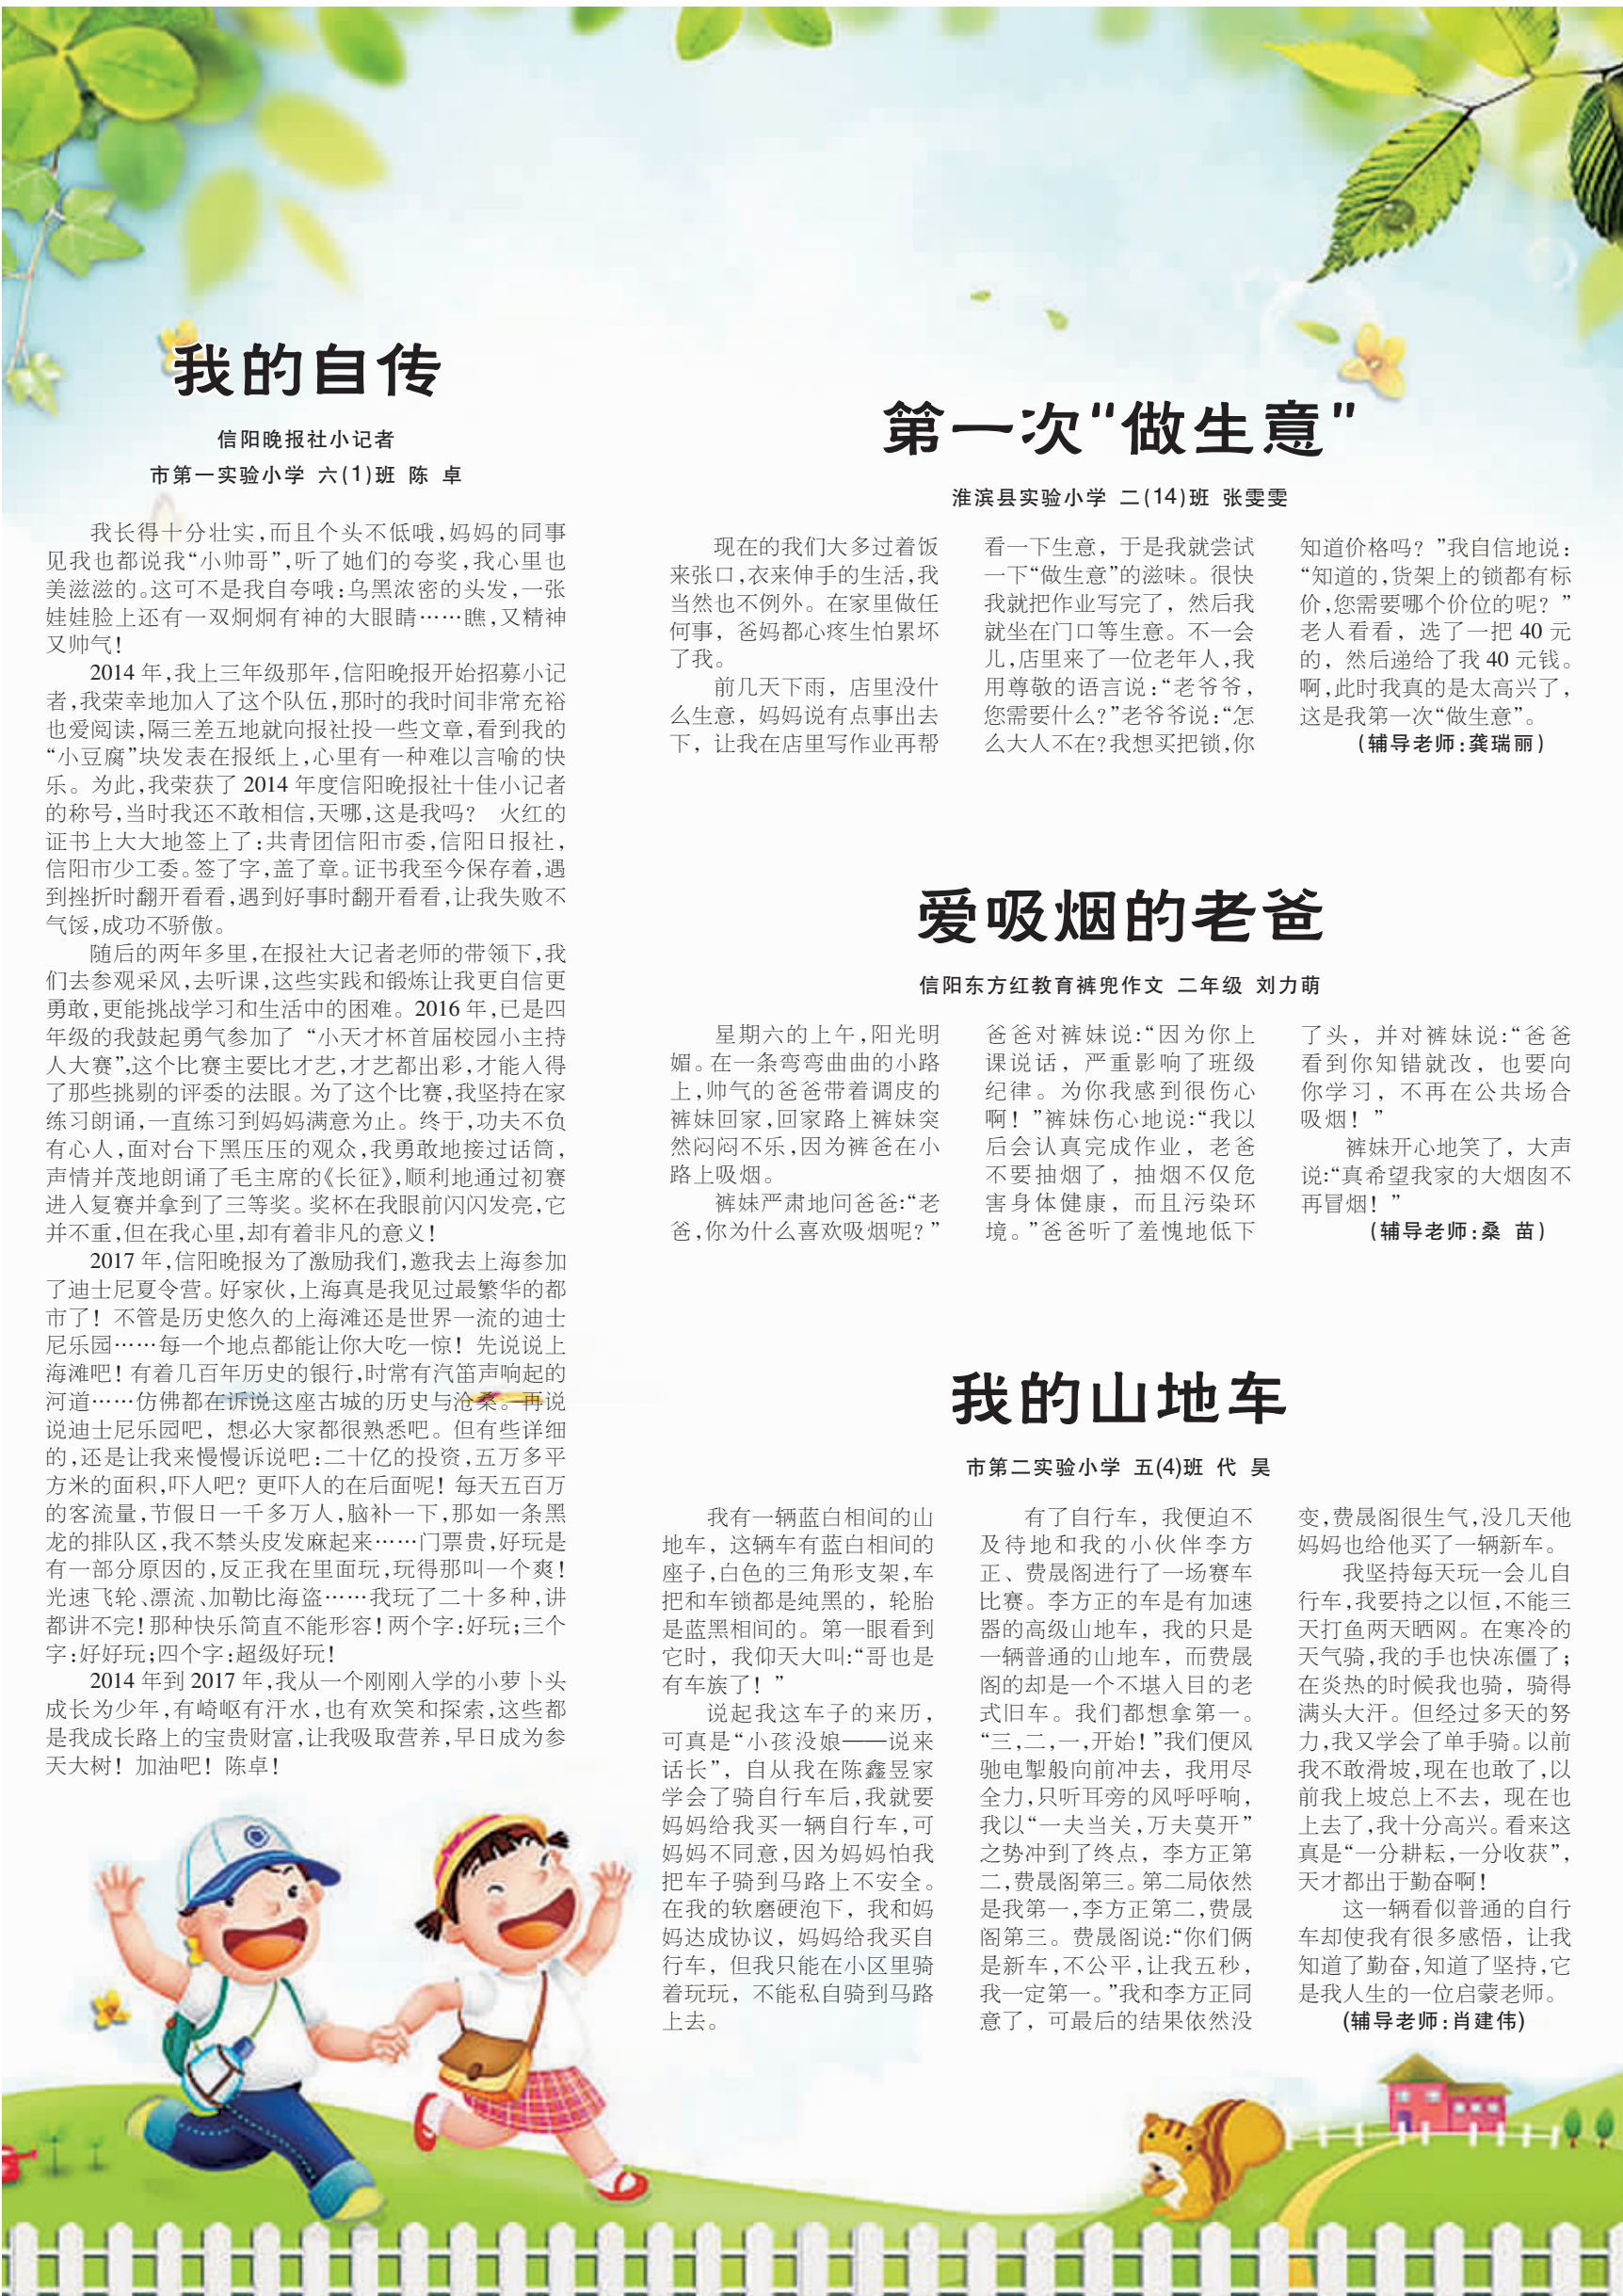 我的自传
信阳晚报社小记者
市第一实验小学 六(1)班 陈 卓
我长得十分壮实,而且个头不低哦,妈妈的同事
见我也都说我“小帅哥”,听了她们的夸奖,我心里也
美滋滋的。这可不是我自夸哦:乌黑浓密的头发,一张
娃娃脸上还有一双炯炯有神的大眼睛……瞧,又精神
又帅气!
2014 年,我上三年级那年,信阳晚报开始招募小记
者,我荣幸地加入了这个队伍,那时的我时间非常充裕
也爱阅读,隔三差五地就向报社投一些文章,看到我的
“小豆腐”块发表在报纸上,心里有一种难以言喻的快
乐。为此,我荣获了 2014 年度信阳晚报社十佳小记者
的称号,当时我还不敢相信,天哪,这是我吗? 火红的
证书上大大地签上了:共青团信阳市委,信阳日报社,
信阳市少工委。签了字,盖了章。证书我至今保存着,遇
到挫折时翻开看看,遇到好事时翻开看看,让我失败不
气馁,成功不骄傲。
随后的两年多里,在报社大记者老师的带领下,我
们去参观采风,去听课,这些实践和锻炼让我更自信更
勇敢,更能挑战学习和生活中的困难。2016 年,已是四
年级的我鼓起勇气参加了 “小天才杯首届校园小主持
人大赛”,这个比赛主要比才艺,才艺都出彩,才能入得
了那些挑剔的评委的法眼。为了这个比赛,我坚持在家
练习朗诵,一直练习到妈妈满意为止。终于,功夫不负
有心人,面对台下黑压压的观众,我勇敢地接过话筒,
声情并茂地朗诵了毛主席的《长征》,顺利地通过初赛
进入复赛并拿到了三等奖。奖杯在我眼前闪闪发亮,它
并不重,但在我心里,却有着非凡的意义!
2017 年,信阳晚报为了激励我们,邀我去上海参加
了迪士尼夏令营。好家伙,上海真是我见过最繁华的都
市了! 不管是历史悠久的上海滩还是世界一流的迪士
尼乐园……每一个地点都能让你大吃一惊! 先说说上
海滩吧! 有着几百年历史的银行,时常有汽笛声响起的
河道……仿佛都在诉说这座古城的历史与沧桑。再说
说迪士尼乐园吧, 想必大家都很熟悉吧。但有些详细
的,还是让我来慢慢诉说吧:二十亿的投资,五万多平
方米的面积,吓人吧? 更吓人的在后面呢! 每天五百万
的客流量,节假日一千多万人,脑补一下,那如一条黑
龙的排队区,我不禁头皮发麻起来……门票贵,好玩是
有一部分原因的,反正我在里面玩,玩得那叫一个爽!
光速飞轮、漂流、加勒比海盗……我玩了二十多种,讲
都讲不完! 那种快乐简直不能形容! 两个字:好玩;三个
字:好好玩;四个字:超级好玩!
2014 年到 2017 年,我从一个刚刚入学的小萝卜头
成长为少年,有崎岖有汗水,也有欢笑和探索,这些都
是我成长路上的宝贵财富,让我吸取营养,早日成为参
天大树! 加油吧! 陈卓!
第一次“做生意”
淮滨县实验小学 二(14)班 张雯雯
现在的我们大多过着饭
来张口,衣来伸手的生活,我
当然也不例外。在家里做任
何事, 爸妈都心疼生怕累坏
了我。
前几天下雨, 店里没什
么生意, 妈妈说有点事出去
下, 让我在店里写作业再帮
看一下生意, 于是我就尝试
一下“做生意”的滋味。很快
我就把作业写完了, 然后我
就坐在门口等生意。不一会
儿,店里来了一位老年人,我
用尊敬的语言说:“老爷爷,
您需要什么?”老爷爷说:“怎
么大人不在?我想买把锁,你
知道价格吗? ”我自信地说:
“知道的,货架上的锁都有标
价,您需要哪个价位的呢? ”
老人看看, 选了一把 40 元
的, 然后递给了我 40 元钱。
啊,此时我真的是太高兴了,
这是我第一次“做生意”。
(辅导老师:龚瑞丽)
爱吸烟的老爸
信阳东方红教育裤兜作文 二年级 刘力萌
星期六的上午,阳光明
媚。在一条弯弯曲曲的小路
上,帅气的爸爸带着调皮的
裤妹回家,回家路上裤妹突
然闷闷不乐,因为裤爸在小
路上吸烟。
裤妹严肃地问爸爸:“老
爸,你为什么喜欢吸烟呢? ”
爸爸对裤妹说:“因为你上
课说话, 严重影响了班级
纪律。为你我感到很伤心
啊! ”裤妹伤心地说:“我以
后会认真完成作业, 老爸
不要抽烟了, 抽烟不仅危
害身体健康, 而且污染环
境。”爸爸听了羞愧地低下
了头, 并对裤妹说:“爸爸
看到你知错就改, 也要向
你学习, 不再在公共场合
吸烟! ”
裤妹开心地笑了, 大声
说:“真希望我家的大烟囱不
再冒烟! ”
(辅导老师:桑 苗)
我的山地车
市第二实验小学 五(4)班 代 昊
我有一辆蓝白相间的山
地车, 这辆车有蓝白相间的
座子,白色的三角形支架,车
把和车锁都是纯黑的, 轮胎
是蓝黑相间的。第一眼看到
它时, 我仰天大叫:“哥也是
有车族了! ”
说起我这车子的来历,
可真是“小孩没娘——说来
话长”, 自从我在陈鑫昱家
学会了骑自行车后,我就要
妈妈给我买一辆自行车,可
妈妈不同意,因为妈妈怕我
把车子骑到马路上不安全。
在我的软磨硬泡下, 我和妈
妈达成协议, 妈妈给我买自
行车, 但我只能在小区里骑
着玩玩, 不能私自骑到马路
上去。
有了自行车, 我便迫不
及待地和我的小伙伴李方
正、费晟阁进行了一场赛车
比赛。李方正的车是有加速
器的高级山地车, 我的只是
一辆普通的山地车, 而费晟
阁的却是一个不堪入目的老
式旧车。我们都想拿第一。
“三,二,一,开始! ”我们便风
驰电掣般向前冲去, 我用尽
全力,只听耳旁的风呼呼响,
我以“一夫当关,万夫莫开”
之势冲到了终点, 李方正第
二,费晟阁第三。第二局依然
是我第一,李方正第二,费晟
阁第三。费晟阁说:“你们俩
是新车,不公平,让我五秒,
我一定第一。”我和李方正同
意了, 可最后的结果依然没
变,费晟阁很生气,没几天他
妈妈也给他买了一辆新车。
我坚持每天玩一会儿自
行车,我要持之以恒,不能三
天打鱼两天晒网。在寒冷的
天气骑,我的手也快冻僵了;
在炎热的时候我也骑, 骑得
满头大汗。但经过多天的努
力,我又学会了单手骑。以前
我不敢滑坡,现在也敢了,以
前我上坡总上不去, 现在也
上去了,我十分高兴。看来这
真是“一分耕耘,一分收获”,
天才都出于勤奋啊!
这一辆看似普通的自行
车却使我有很多感悟, 让我
知道了勤奋,知道了坚持,它
是我人生的一位启蒙老师。
(辅导老师:肖建伟)